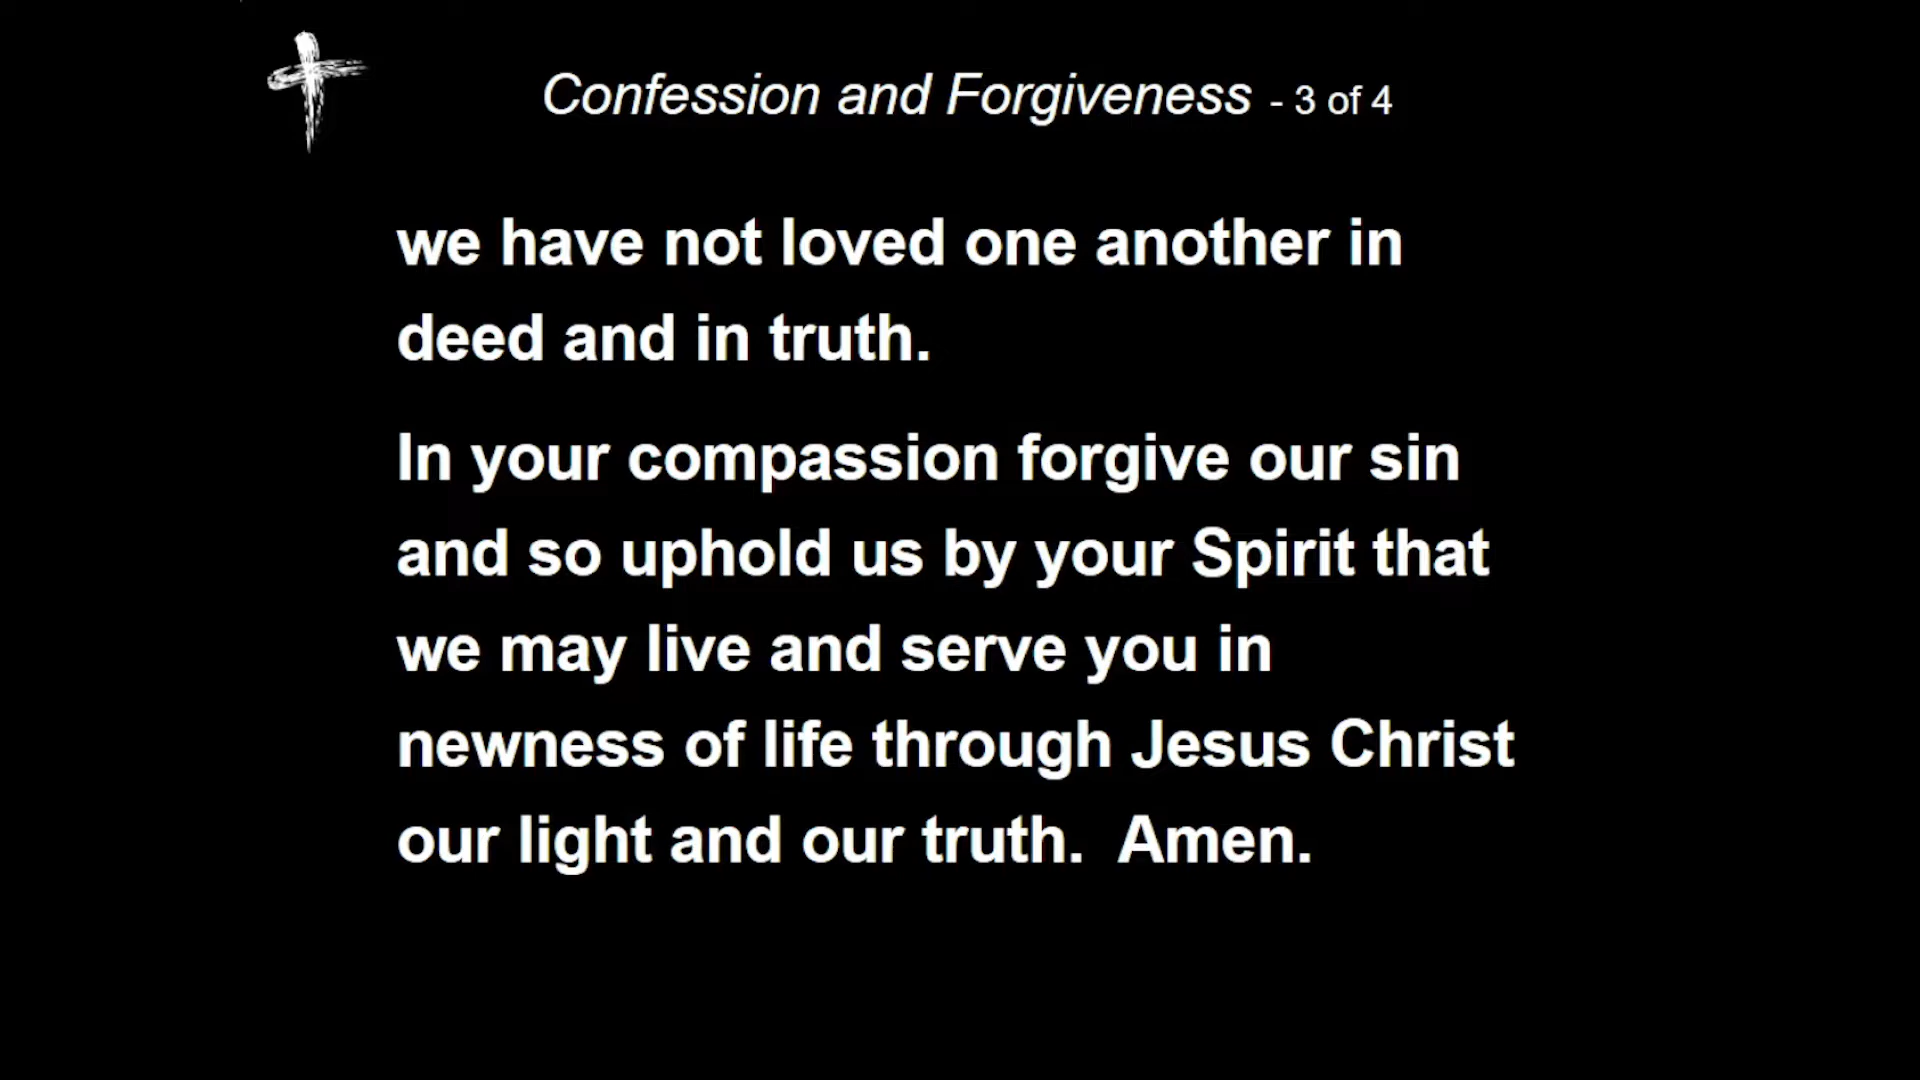 Confession and Forgiveness - 3 of 4
we have not loved one another in
deed and in truth.
In your compassion forgive our sin
and so uphold us by your Spirit that
we may live and serve you in
newness of life through Jesus Christ
our light and our truth.  Amen.